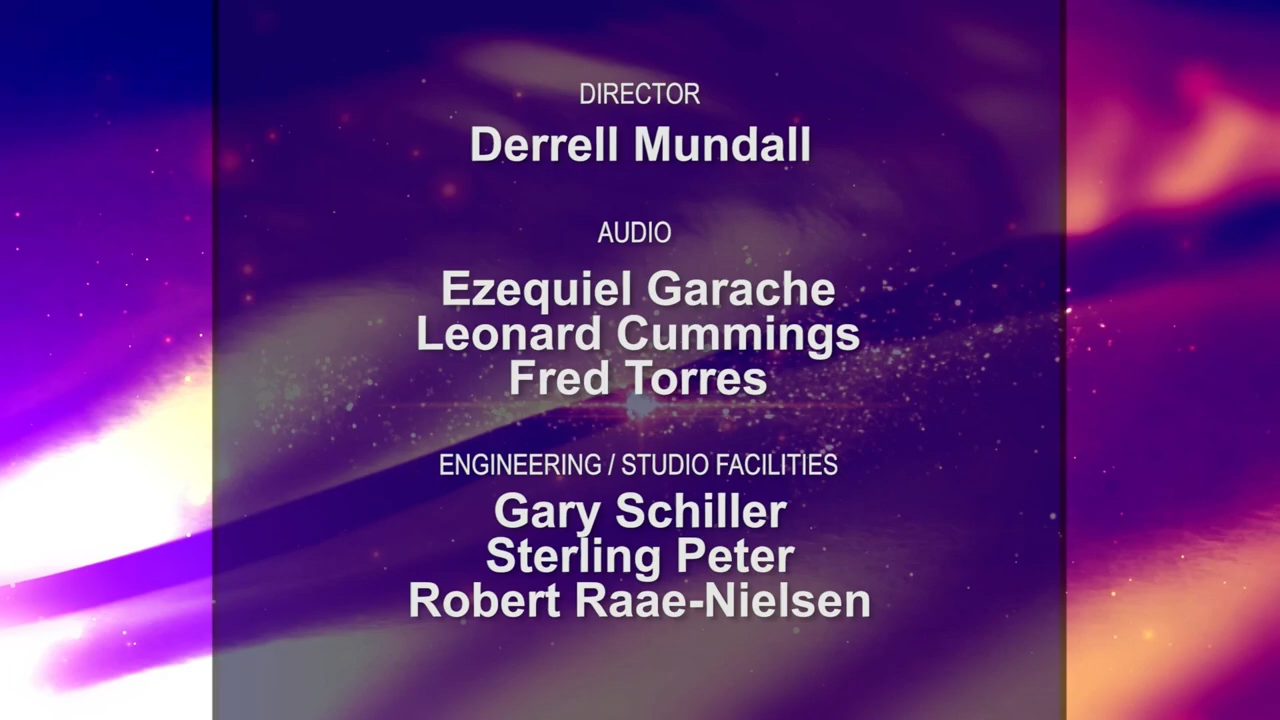 DIRECTOR
Derrell Mundall
AUDIO
Ezequiel Garache
Leonard Cummings
Fred Torres
ENGINEERING / STUDIO FACILITIES
Gary Schiller
Sterling Peter
Robert Raae-Nielsen